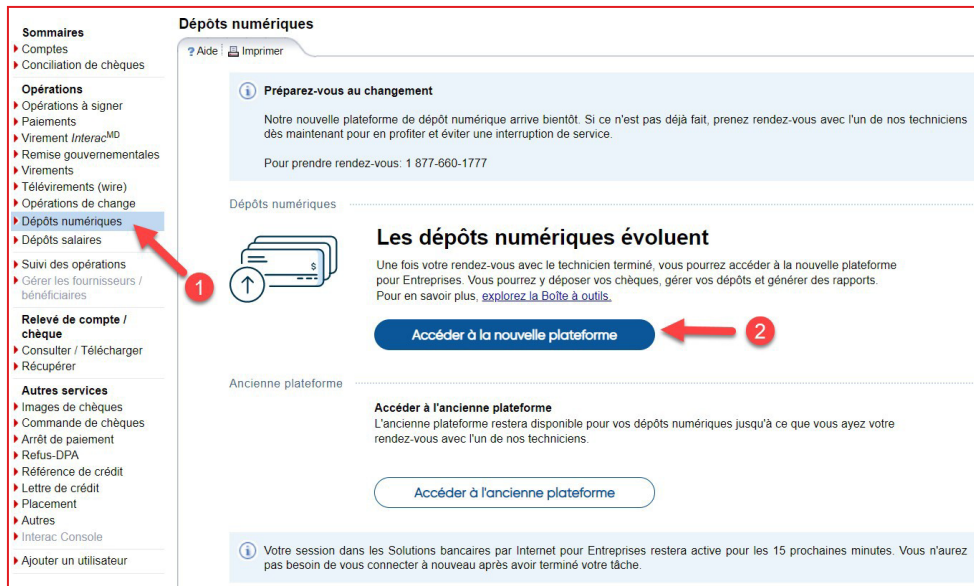 Sommaires
Comptes
Conciliation de chèques
Opérations
Opérations à signer
Paiements
Virement Interac MD
Remise gouvernementales
Virements
Télévirements (wire)
Opérations de change
Dépôts numériques
Dépôts salaires
Suivi des opérations
Gérer les fournisseurs /
bénéficiaires
Relevé de compte /
chèque
Consulter / Télécharger
Récupérer
Autres services
Images de chèques
Commande de chèques
Arrêt de paiement
Refus-DPA
Référence de crédit
Lettre de crédit
Placement
Autres
Interac Console
Ajouter un utilisateur
1
Dépôts numériques
? Aide Imprimer
Préparez-vous au changement
Notre nouvelle plateforme de dépôt numérique arrive bientôt. Si ce n'est pas déjà fait, prenez rendez-vous avec l'un de nos techniciens
dès maintenant pour en profiter et éviter une interruption de service.
Pour prendre rendez-vous: 1 877-660-1777
Dépôts numériques
$
Les dépôts numériques évoluent
Une fois votre rendez-vous avec le technicien terminé, vous pourrez accéder à la nouvelle plateforme
pour Entreprises. Vous pourrez y déposer vos chèques, gérer vos dépôts et générer des rapports.
Pour en savoir plus, explorez la Boîte à outils.
Accéder à la nouvelle plateforme
2
Ancienne plateforme
Accéder à l'ancienne plateforme
L'ancienne plateforme restera disponible pour vos dépôts numériques jusqu'à ce que vous ayez votre
rendez-vous avec l'un de nos techniciens.
Accéder à l'ancienne plateforme
Votre session dans les Solutions bancaires par Internet pour Entreprises restera active pour les 15 prochaines minutes. Vous n'aurez
pas besoin de vous connecter à nouveau après avoir terminé votre tâche.